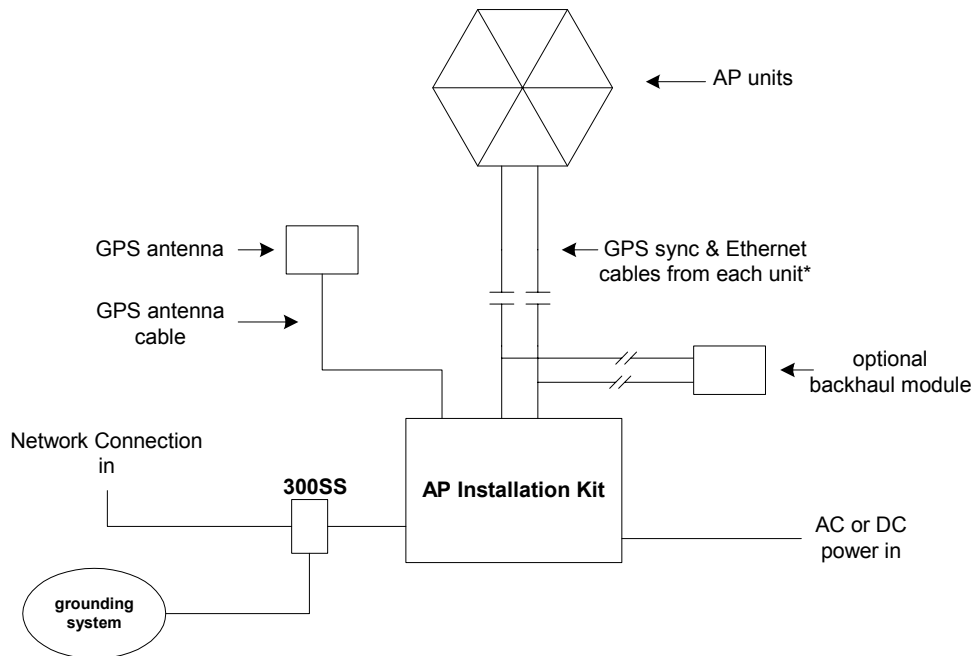 AP units
GPS antenna
GPS sync & Ethernet
cables from each unit*
GPS antenna
cable
optional
backhaul module
Network Connection
in
300SS
AP Installation Kit
AC or DC
power in
grounding
system